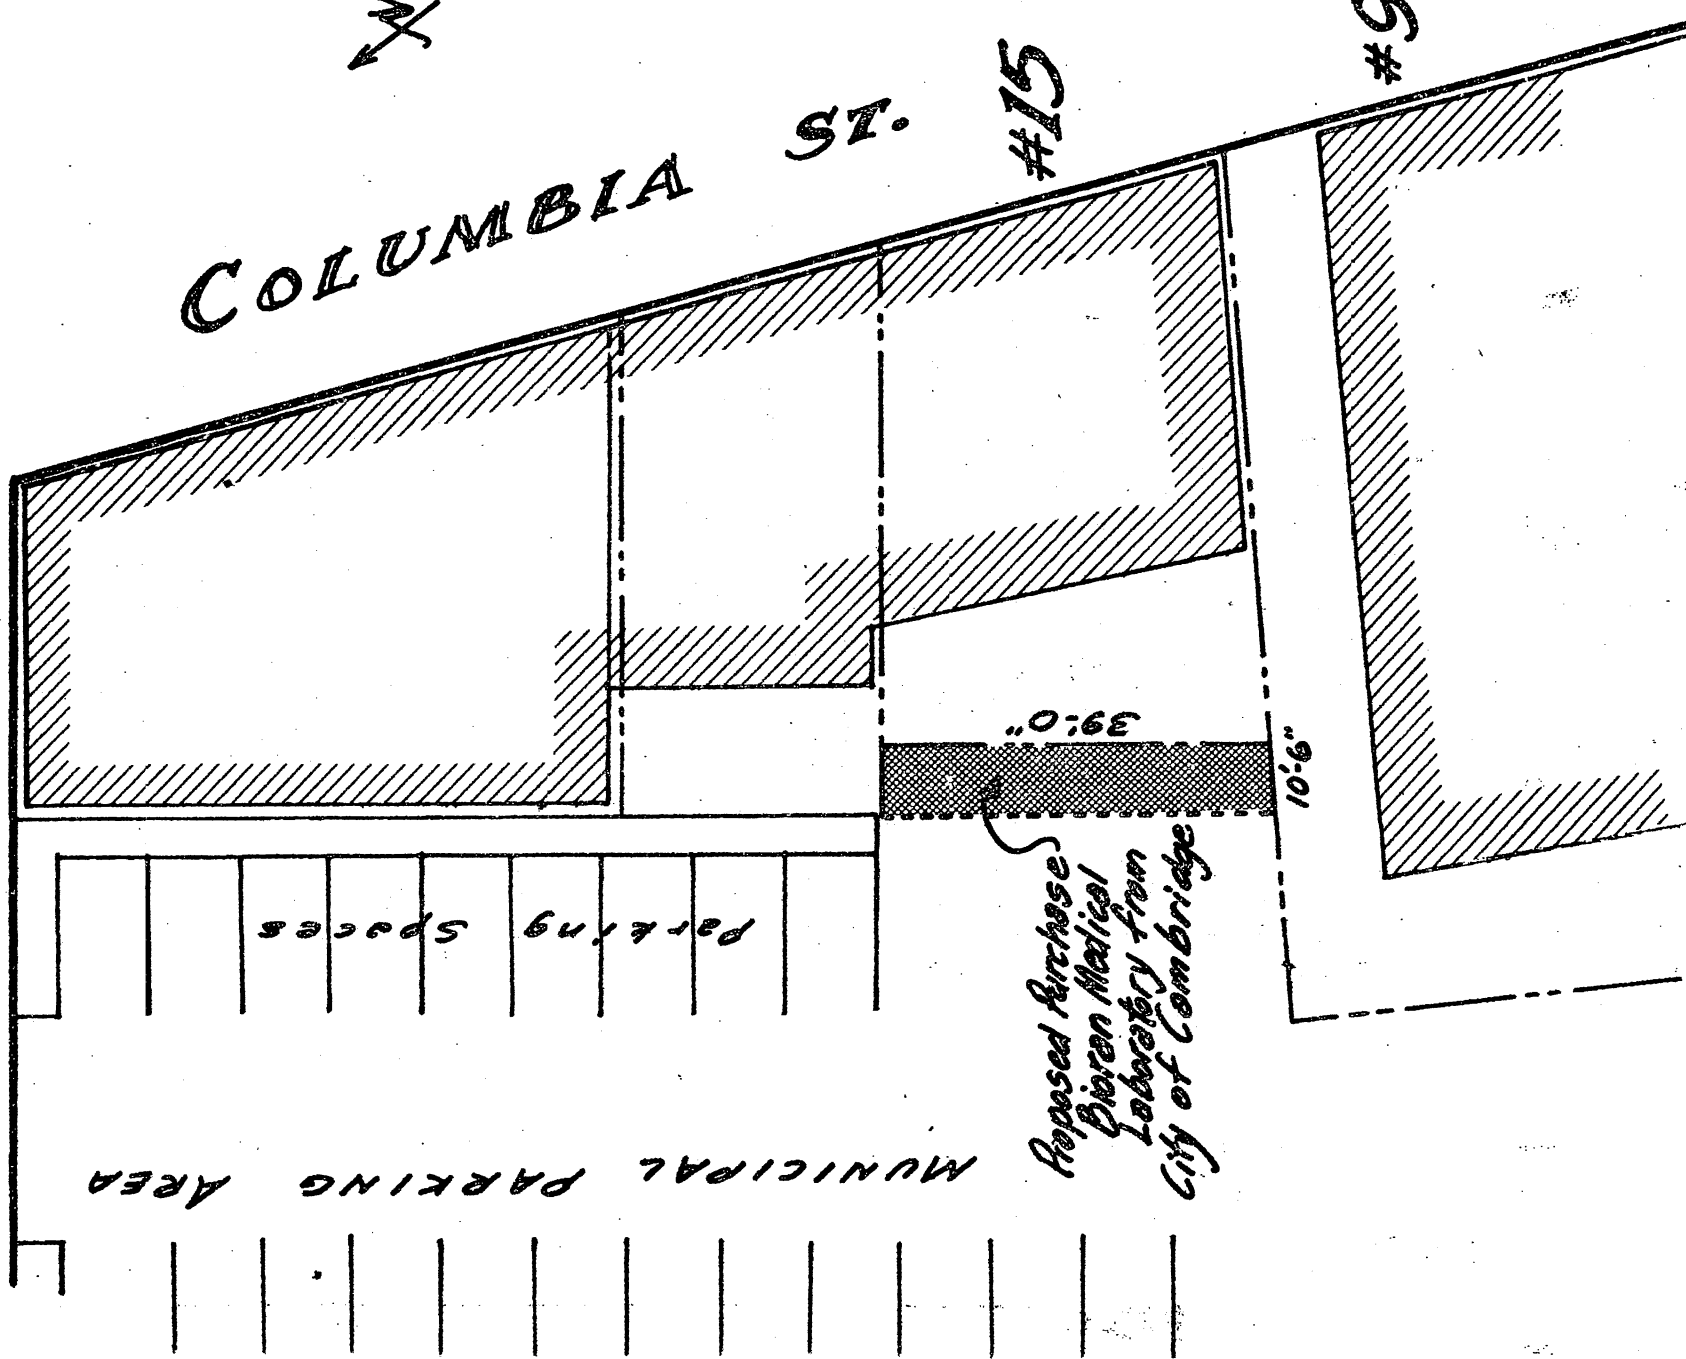 N
COLUMBIA ST.
#15
#9
39'-0"
10'-6"
Proposed Purchase
Bioran Medical
Laboratory from
City of Cambridge
Parking Spaces
MUNICIPAL PARKING AREA